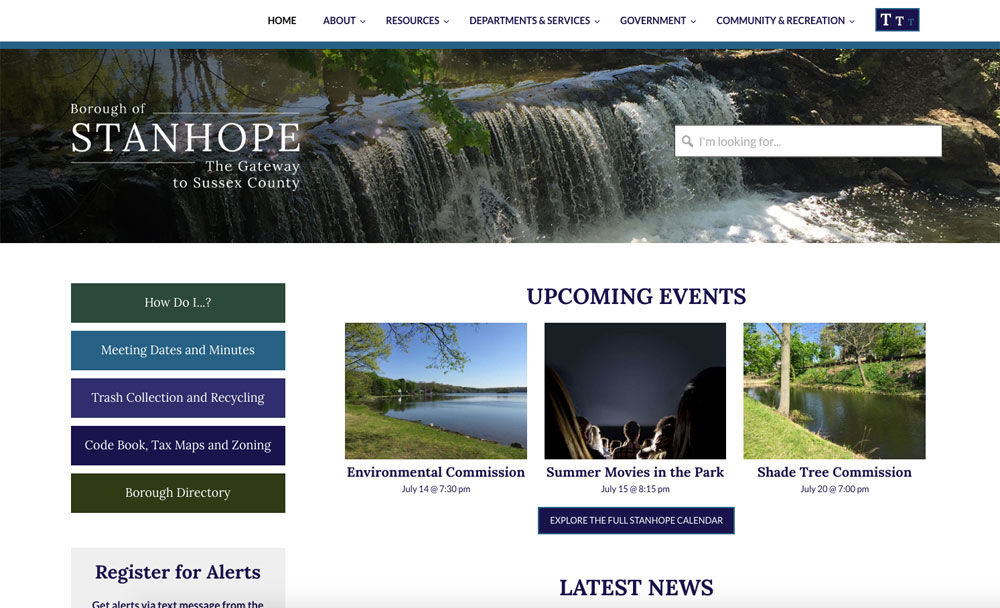 HOME ABOUT RESOURCES DEPARTMENTS & SERVICES GOVERNMENT COMMUNITY & RECREATION T T T
Borough of
STANHOPE
The Gateway
to Sussex County
I'm looking for...
How Do I...?
Meeting Dates and Minutes
Trash Collection and Recycling
Code Book, Tax Maps and Zoning
Borough Directory
Register for Alerts
Get alerts via text message from the
UPCOMING EVENTS
Environmental Commission
July 14 @ 7:30 pm
Summer Movies in the Park
July 15 @ 8:15 pm
Shade Tree Commission
July 20 @ 7:00 pm
EXPLORE THE FULL STANHOPE CALENDAR
LATEST NEWS